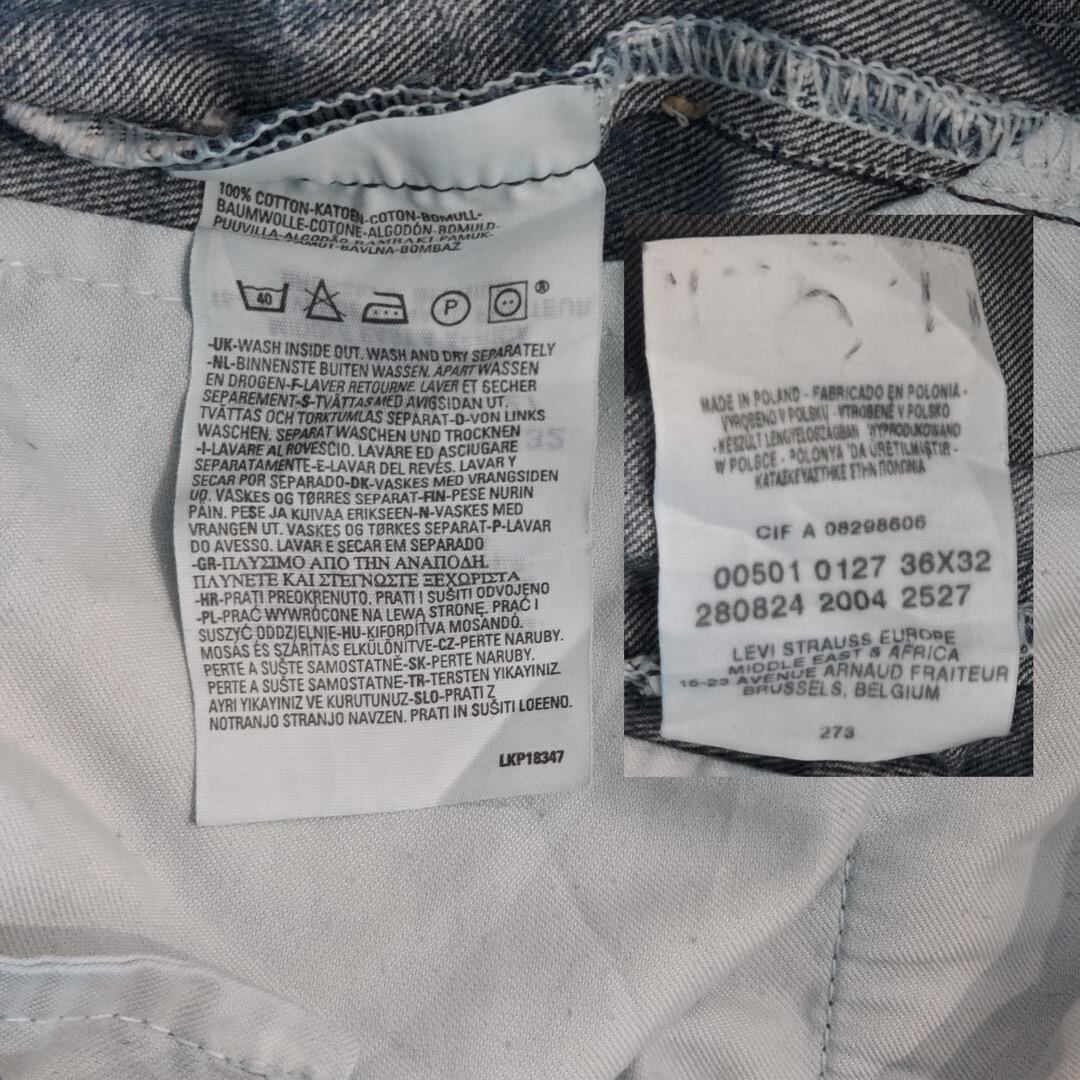 100% COTTON-KATOEN-COTON-BOMULL-
BAUMWOLLE-COTONE-ALGODÓN-BOMULD-
PUUVILLA-ALGODÃO BAMBAKI PAMUK-
BAVLNA-BOMBAZ
40
P
®
-UK-WASH INSIDE OUT. WASH AND DRY SEPARATELY
-NL-BINNENSTE BUITEN WASSEN. APART WASSEN
EN DROGEN-F-LAVER RETOURNE. LAVER ET SECHER
SEPAREMENT-S-TVÄTTAS MED AVIGSIDAN UT.
TVÄTTAS OCH TORKTUMLAS SEPARAT-D-VON LINKS
WASCHEN, SEPARAT WASCHEN UND TROCKNEN
-I-LAVARE AL ROVESCIO. LAVARE ED ASCIUGARE
SEPARATAMENTE-E-LAVAR DEL REVÉS. LAVAR Y
SECAR POR SEPARADO-DK-VASKES MED VRANGSIDEN
UD. VASKES OG TØRRES SEPARAT-FIN-PESE NURIN
PÄIN. PESE JA KUIVAA ERIKSEEN-N-VASKES MED
VRANGEN UT. VASKES OG TØRKES SEPARAT-P-LAVAR
DO AVESSO. LAVAR E SECAR EM SEPARADO
-GR-ΠΛΥΣΙΜΟ ΑΠΟ ΤΗΝ ΑΝΑΠΟΔΗ.
ΠΛΥΝΕΤΕ ΚΑΙ ΣΤΕΓΝΩΣΤΕ ΞΕΧΩΡΙΣΤΑ
-HR-PRATI PREOKRENUTO. PRATI I SUŠITI ODVOJENO
-PL-PRAĆ WYWRÓCONE NA LEWĄ STRONĘ. PRAĆ I
SUSZYĆ ODDZIELNIE-HU-KIFORDÍTVA MOSANDÓ.
MOSÁS ÉS SZÁRÍTÁS ELKÜLÖNÍTVE-CZ-PERTE NARUBY.
PERTE A SUŠTE SAMOSTATNĚ-SK-PERTE NARUBY.
PERTE A SUŠTE SAMOSTATNE-TR-TERSTEN YIKAYINIZ.
AYRI YIKAYINIZ VE KURUTUNUZ-SLO-PRATI Z
NOTRANJO STRANJO NAVZEN. PRATI IN SUŠITI LOEENO.
LKP18347
MADE IN POLAND - FABRICADO EN POLONIA -
VYROBENO V POLSKU - VYROBENÉ V POLSKO
- KÉSZÜLT LENGYELOSZÁGBAN WYPRODUKOWANO
W POLSCE - POLONYA 'DA ÜRETILMIŞTIR -
ΚΑΤΑΣΚΕΥΑΣΤΗΚΕ ΣΤΗΝ ΠΟΛΩΝΙΑ
CIF A 08298606
00501 0127 36X32
280824 2004 2527
LEVI STRAUSS EUROPE
MIDDLE EAST & AFRICA
15-23 AVENUE ARNAUD FRAITEUR
BRUSSELS, BELGIUM
273